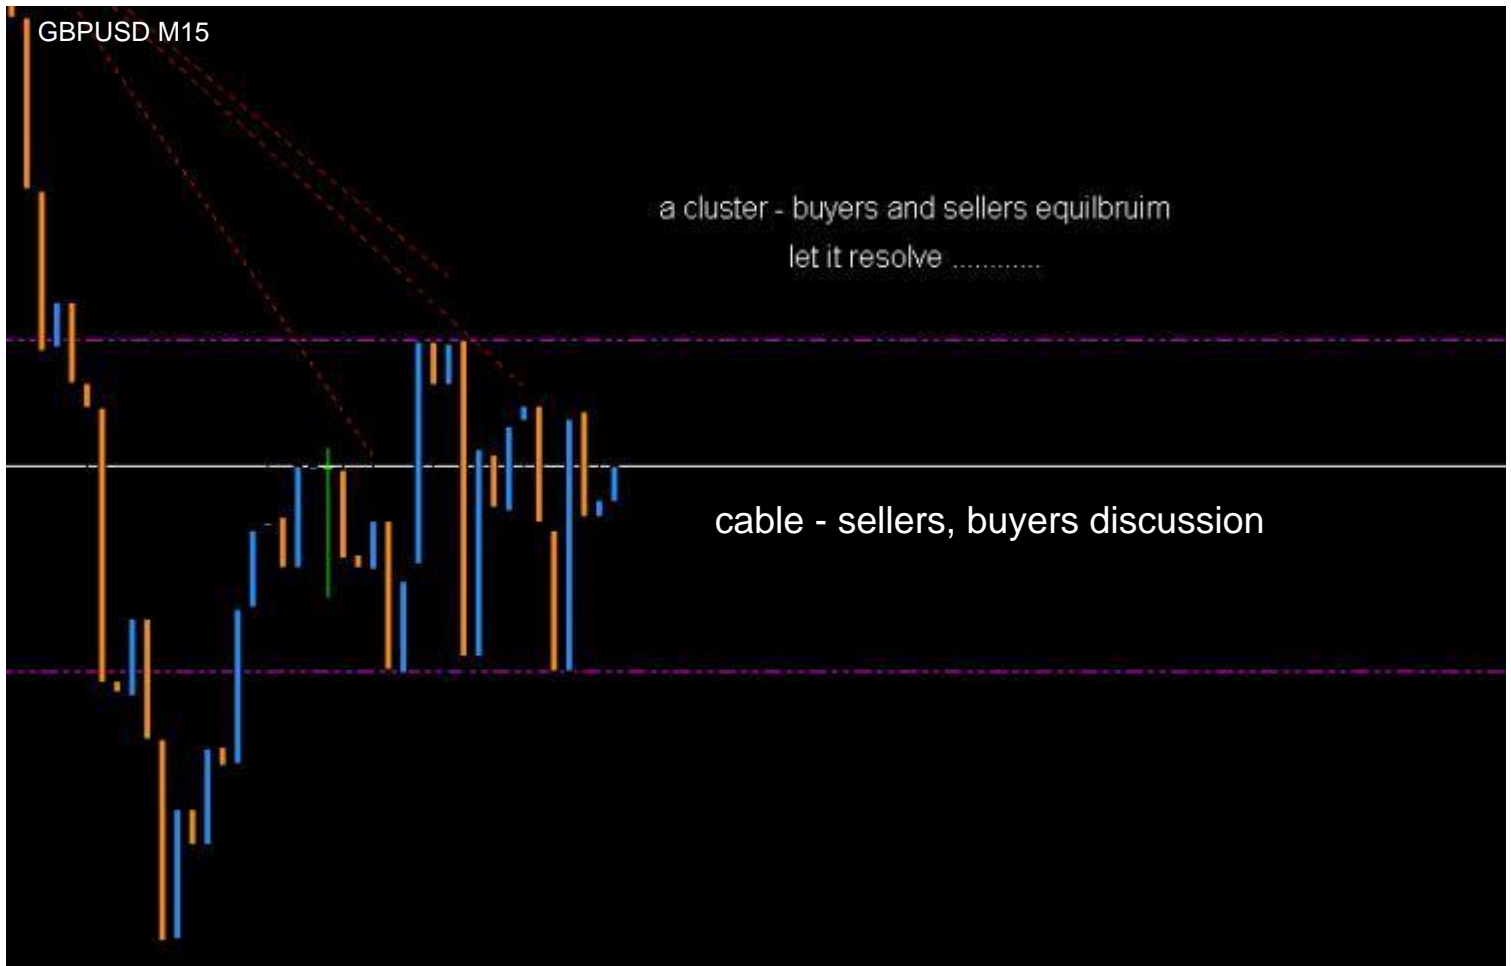 GBPUSD M15
a cluster - buyers and sellers equilbruim
let it resolve ............
cable - sellers, buyers discussion